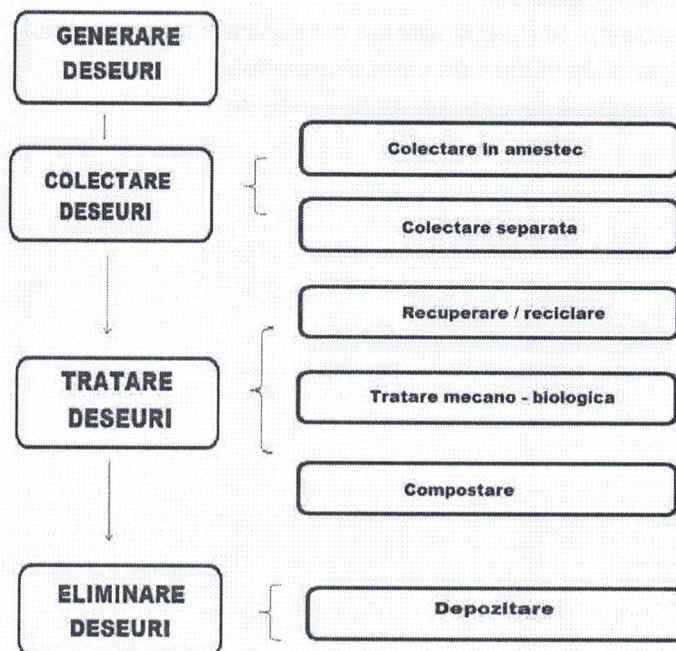 GENERARE
DESEURI
COLECTARE
DESEURI
Colectare in amestec
Colectare separata
TRATARE
DESEURI
Recuperare / reciclare
Tratare mecano - biologica
Compostare
ELIMINARE
DESEURI
Depozitare